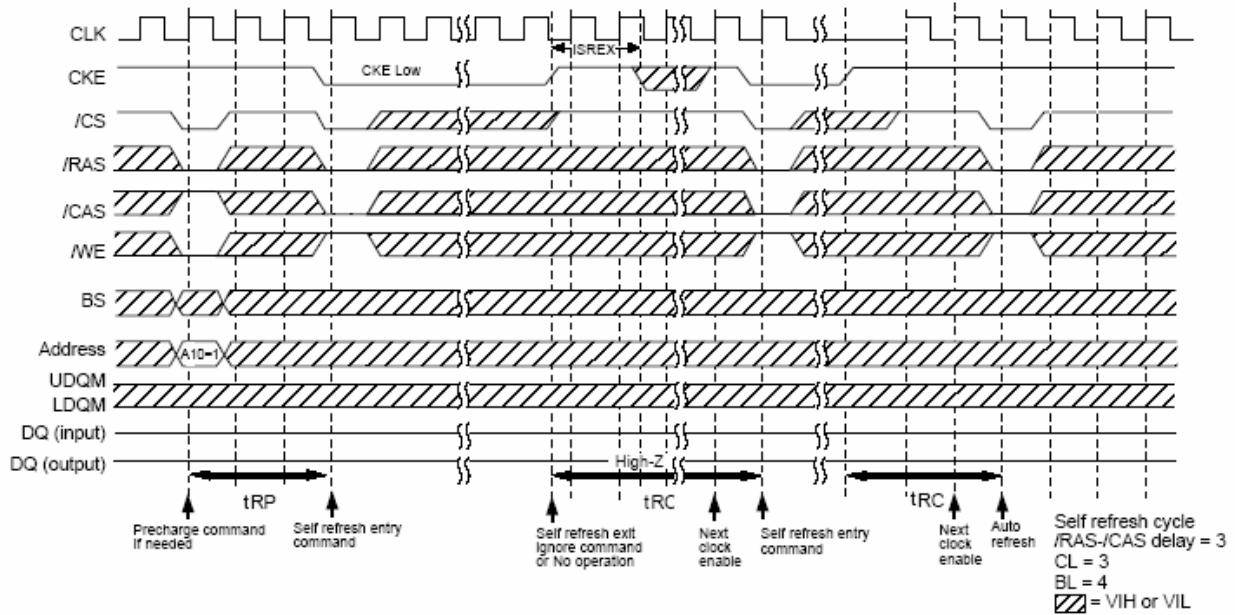 CLK
ISREX
CKE
CKE Low
/CS
/RAS
/CAS
/WE
BS
Address
A10=1
UDQM
LDQM
DQ (input)
DQ (output)
High-Z
tRP
tRC
tRC
Precharge command
If needed
Self refresh entry
command
Self refresh exit
Ignore command
or No operation
Next
clock
enable
Self refresh entry
command
Next
clock
enable
Auto
refresh
Self refresh cycle
/RAS-/CAS delay = 3
CL = 3
BL = 4
= VIH or VIL